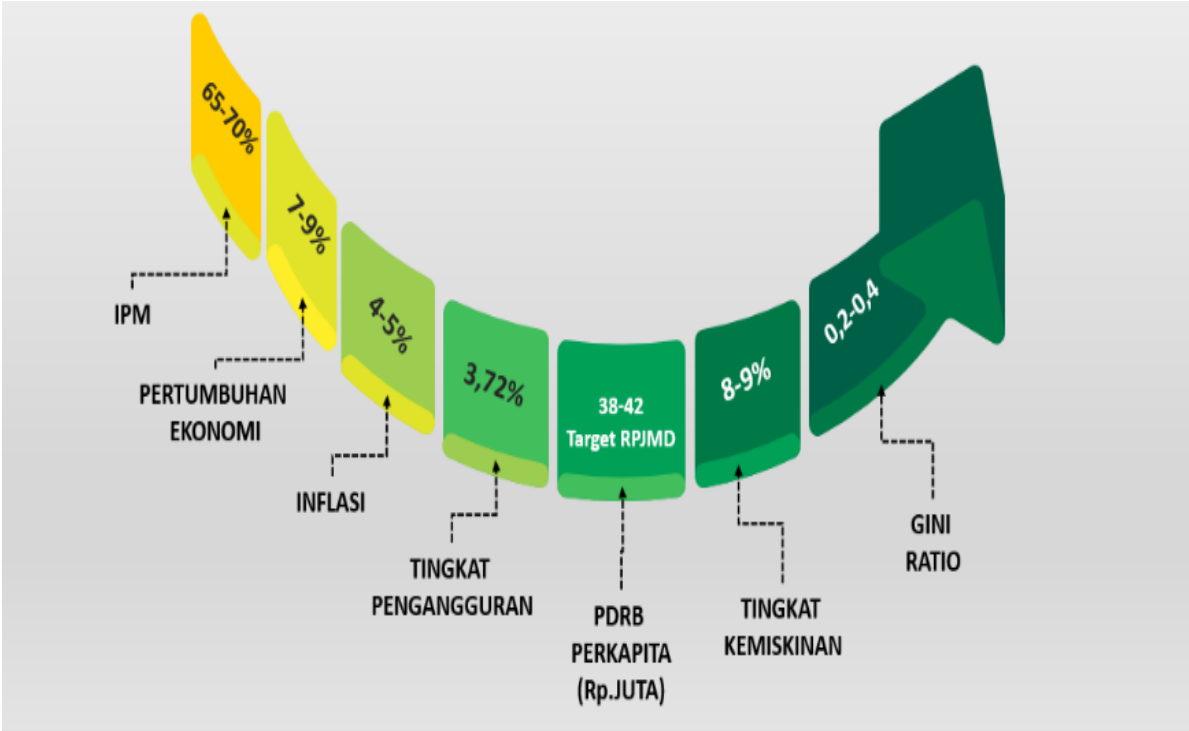 65-70%
IPM
7-9%
PERTUMBUHAN
EKONOMI
4-5%
INFLASI
3,72%
TINGKAT
PENGANGGURAN
38-42
Target RPJMD
PDRB
PERKAPITA
(Rp.JUTA)
8-9%
TINGKAT
KEMISKINAN
0,2-0,4
GINI
RATIO